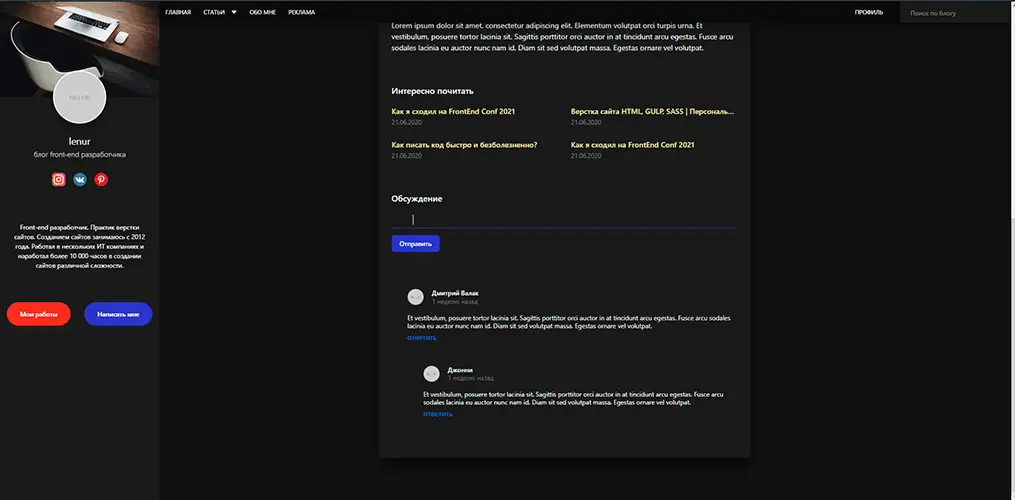 ГЛАВНАЯ СТАТЬИ ОБО МНЕ РЕКЛАМА ПРОФИЛЬ Поиск по блогу
lenur
блог front-end разработчика
Front-end разработчик. Практик верстки
сайтов. Созданием сайтов занимаюсь с 2012
года. Работал в нескольких ИТ компаниях и
наработал более 10 000 часов в создании
сайтов различной сложности.
Мои работы Написать мне
Lorem ipsum dolor sit amet, consectetur adipiscing elit. Elementum volutpat orci turpis urna. Et
vestibulum, posuere tortor lacinia sit. Sagittis porttitor orci auctor in at tincidunt arcu egestas. Fusce arcu
sodales lacinia eu auctor nunc nam id. Diam sit sed volutpat massa. Egestas ornare vel volutpat.
Интересно почитать
Как я сходил на FrontEnd Conf 2021
21.06.2020
Верстка сайта HTML, GULP, SASS | Персональ...
21.06.2020
Как писать код быстро и безболезненно?
21.06.2020
Как я сходил на FrontEnd Conf 2021
21.06.2020
Обсуждение
Отправить
Дмитрий Валак
1 неделю назад
Et vestibulum, posuere tortor lacinia sit. Sagittis porttitor orci auctor in at tincidunt arcu egestas. Fusce arcu sodales
lacinia eu auctor nunc nam id. Diam sit sed volutpat massa. Egestas ornare vel volutpat.
ОТВЕТИТЬ
Джонни
1 неделю назад
Et vestibulum, posuere tortor lacinia sit. Sagittis porttitor orci auctor in at tincidunt arcu egestas. Fusce arcu
sodales lacinia eu auctor nunc nam id. Diam sit sed volutpat massa. Egestas ornare vel volutpat.
ОТВЕТИТЬ